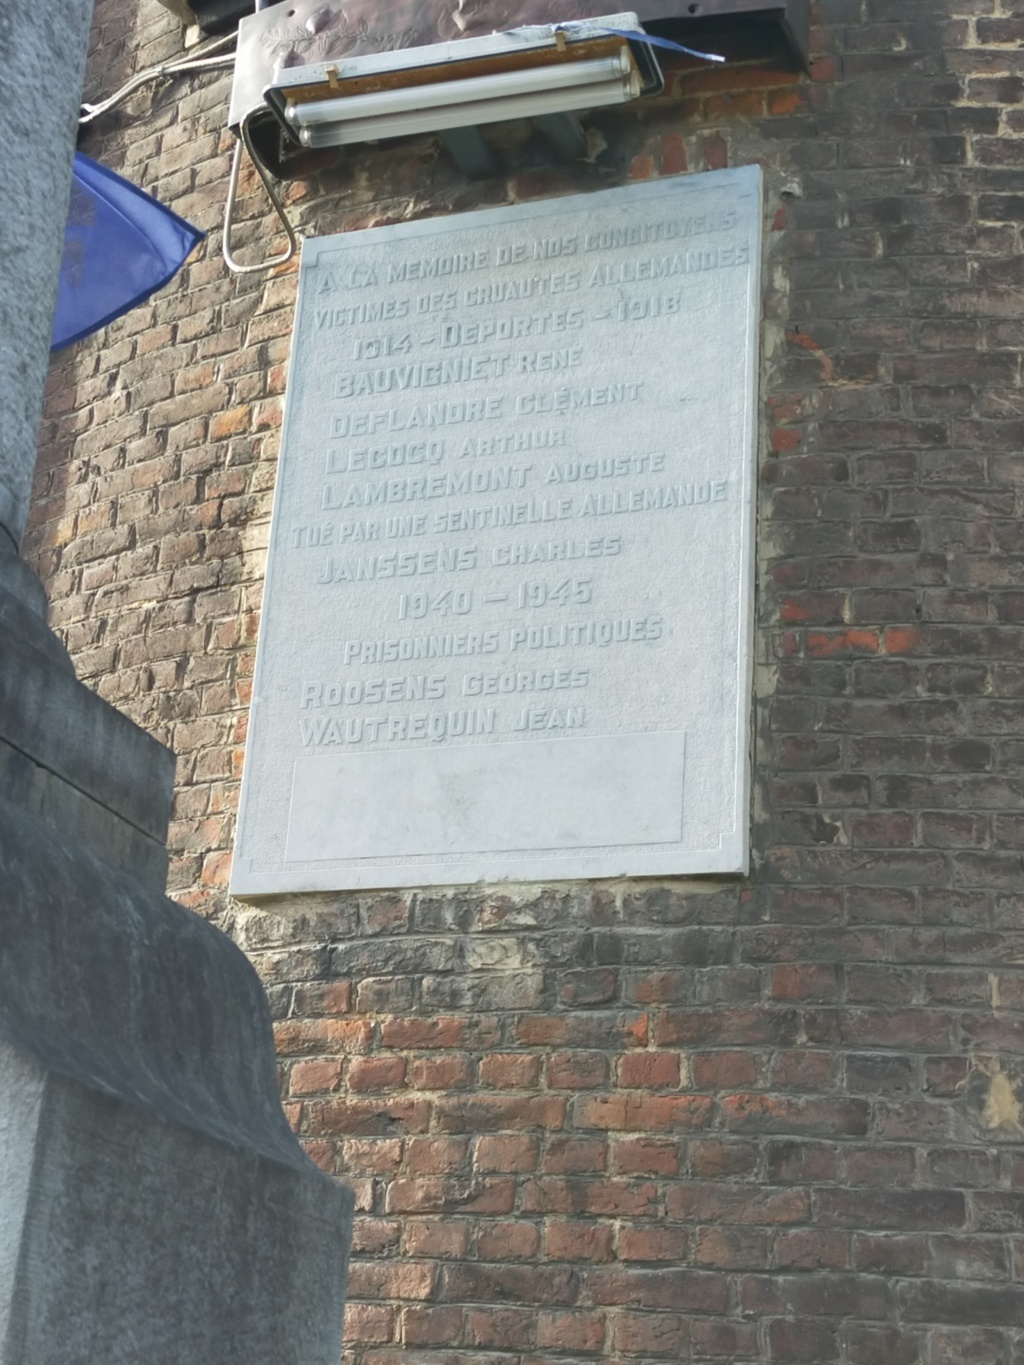 A LA MEMOIRE DE NOS CONCITOYENS
VICTIMES DES CRUAUTES ALLEMANDES
1914 - DEPORTES - 1918
BAUVIGNIET RENÉ
DEFLANDRE CLÉMENT
LECOCQ ARTHUR
LAMBREMONT AUGUSTE
TUÉ PAR UNE SENTINELLE ALLEMANDE
JANSSENS CHARLES
1940 - 1945
PRISONNIERS POLITIQUES
ROOSENS GEORGES
WAUTREQUIN JEAN